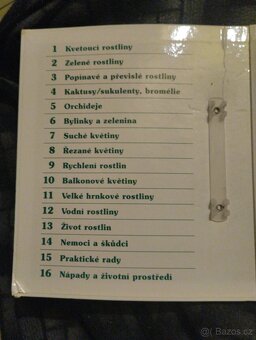 1 Kvetoucí rostliny
2 Zelené rostliny
3 Popínavé a převislé rostliny
4 Kaktusy/sukulenty, bromélie
5 Orchideje
6 Bylinky a zelenina
7 Suché květiny
8 Řezané květiny
9 Rychlení rostlin
10 Balkonové květiny
11 Velké hrnkové rostliny
12 Vodní rostliny
13 Život rostlin
14 Nemoci a škůdci
15 Praktické rady
16 Nápady a životní prostředí
sbazar.cz